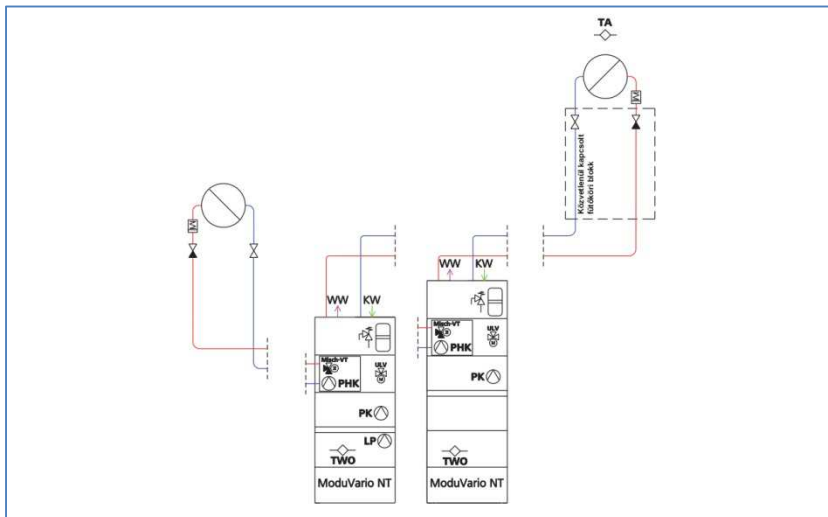 TA
Közvetlenül kapcsolt
fűtőköri blokk
M
M
WW
KW
WW
KW
Misch-VT
M
PHK
ULV
M
PK
LP
TWO
ModuVario NT
Misch-VT
M
PHK
ULV
M
PK
TWO
ModuVario NT